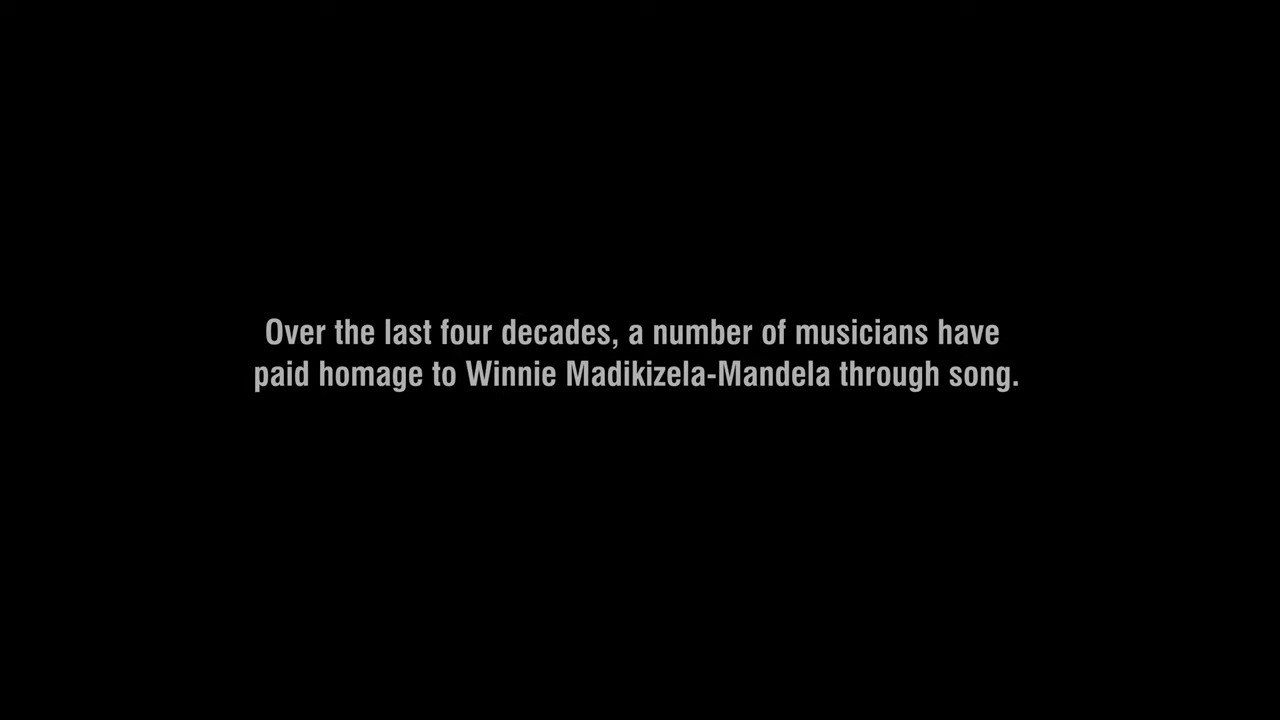 Over the last four decades, a number of musicians have
paid homage to Winnie Madikizela-Mandela through song.